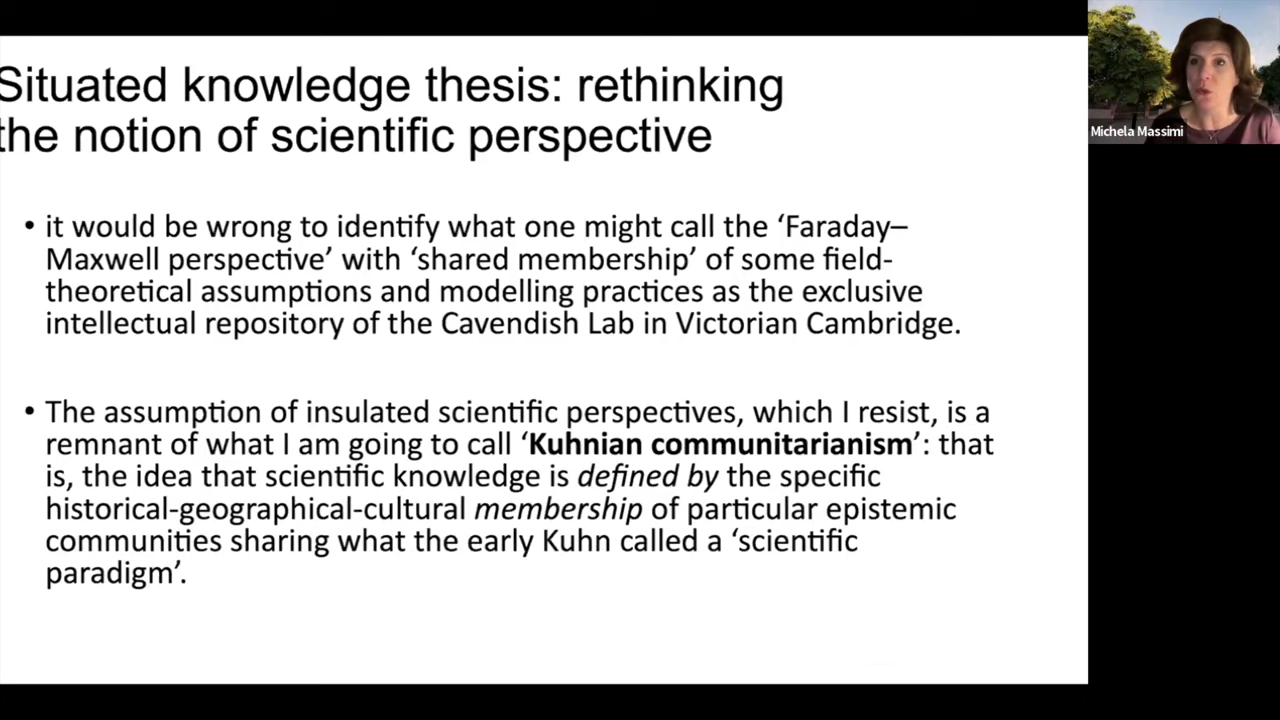 Situated knowledge thesis: rethinking
the notion of scientific perspective
• it would be wrong to identify what one might call the ‘Faraday–
Maxwell perspective’ with ‘shared membership’ of some field-
theoretical assumptions and modelling practices as the exclusive
intellectual repository of the Cavendish Lab in Victorian Cambridge.
• The assumption of insulated scientific perspectives, which I resist, is a
remnant of what I am going to call ‘Kuhnian communitarianism’: that
is, the idea that scientific knowledge is defined by the specific
historical-geographical-cultural membership of particular epistemic
communities sharing what the early Kuhn called a ‘scientific
paradigm’.
Michela Massimi